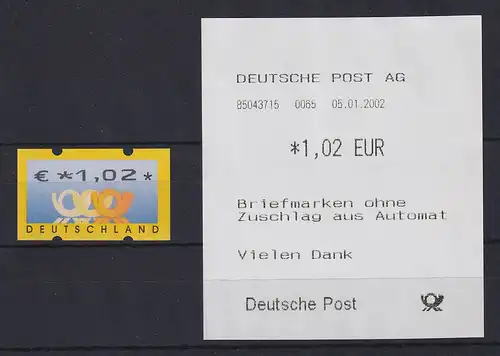 € *1,02 *
DEUTSCHLAND
DEUTSCHE POST AG
85043715 0065 05.01.2002
*1,02 EUR
Briefmarken ohne
Zuschlag aus Automat
Vielen Dank
Deutsche Post